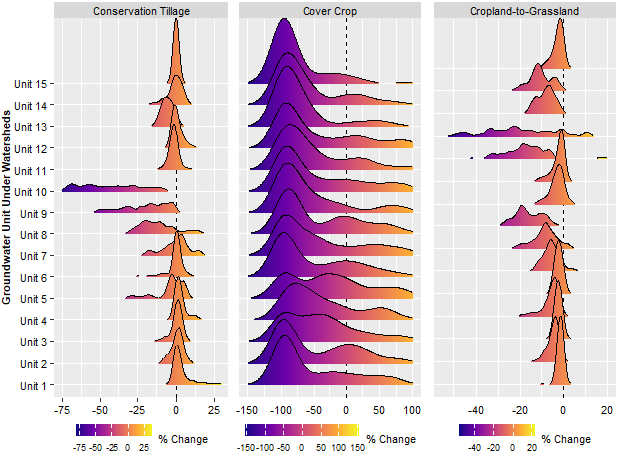 Conservation Tillage Cover Crop Cropland-to-Grassland
Groundwater Unit Under Watersheds
Unit 15
Unit 14
Unit 13
Unit 12
Unit 11
Unit 10
Unit 9
Unit 8
Unit 7
Unit 6
Unit 5
Unit 4
Unit 3
Unit 2
Unit 1
-75 -50 -25 0 25 -150 -100 -50 0 50 100 -40 -20 0 20
% Change % Change % Change
-75 -50 -25 0 25 -150 -100 -50 0 50 100 150 -40 -20 0 20